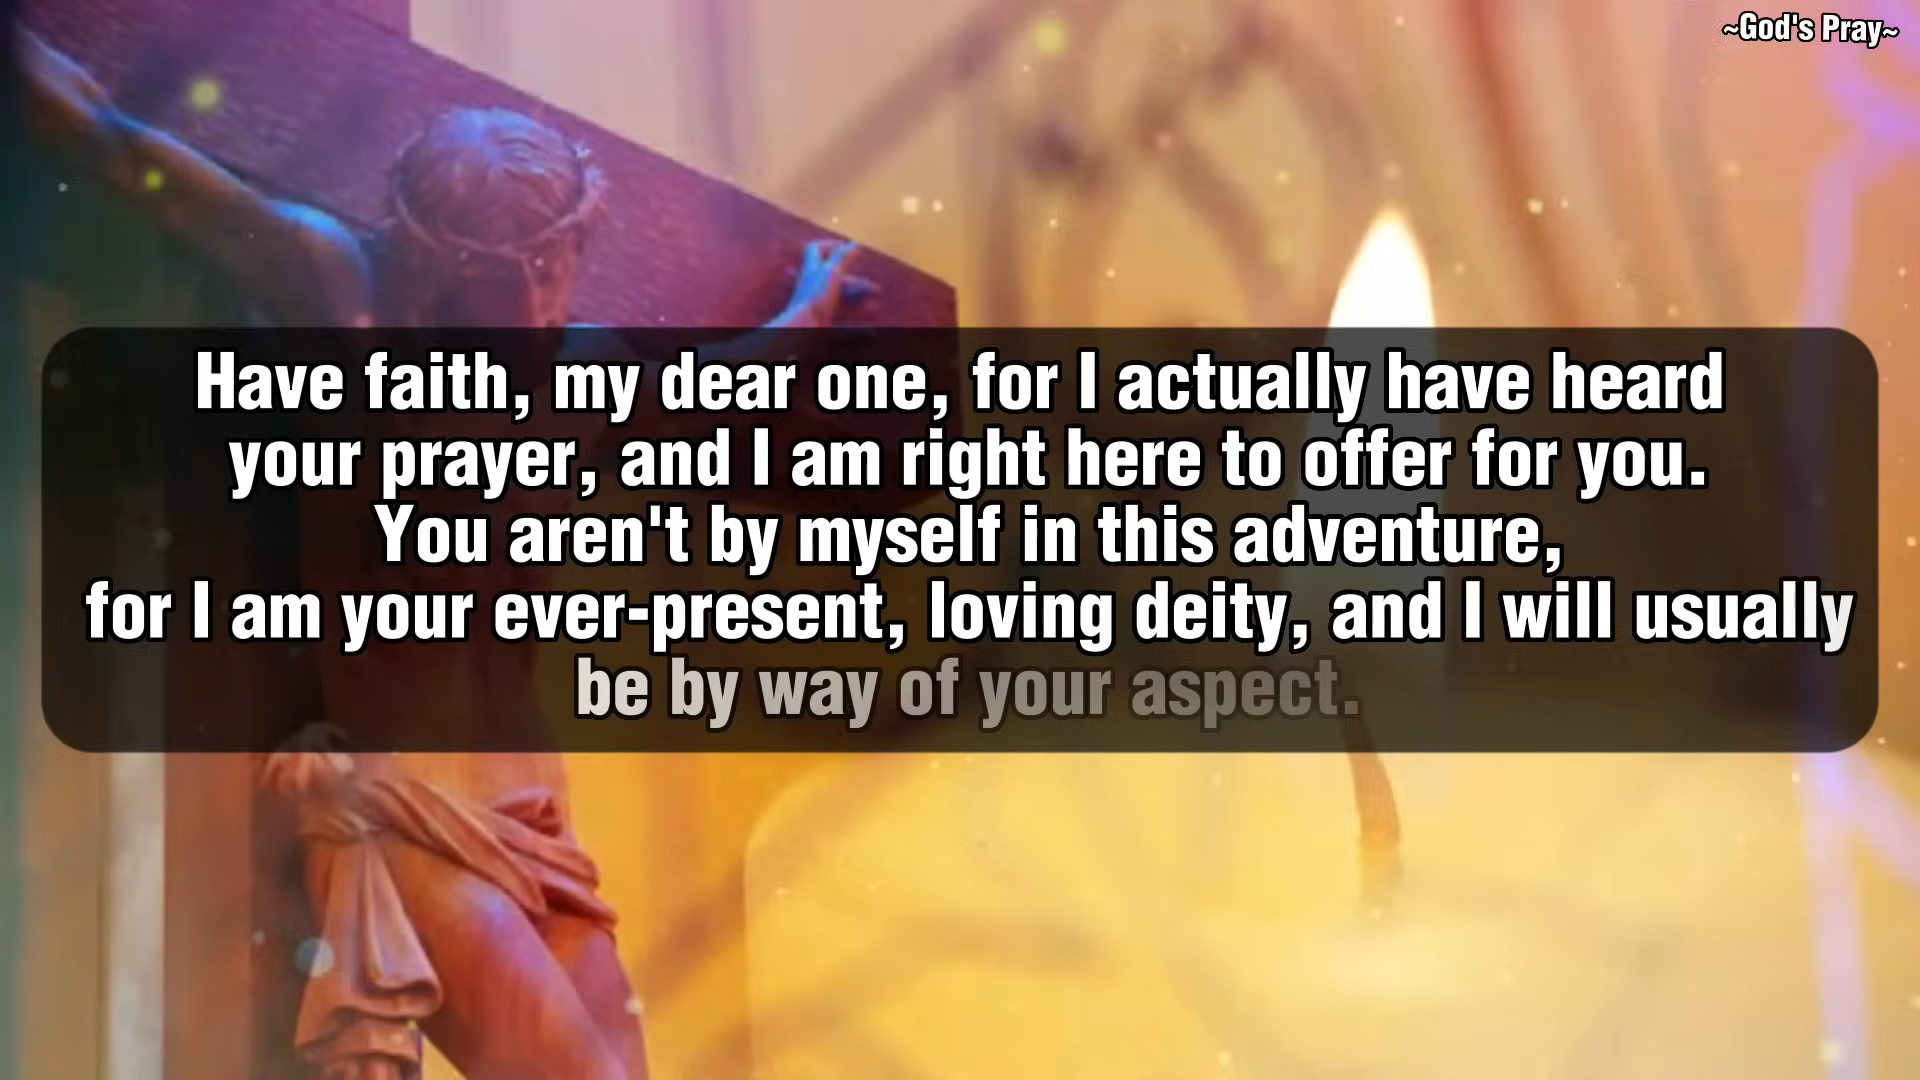 ~God's Pray~
Have faith, my dear one, for I actually have heard
your prayer, and I am right here to offer for you.
You aren't by myself in this adventure,
for I am your ever-present, loving deity, and I will usually
be by way of your aspect.